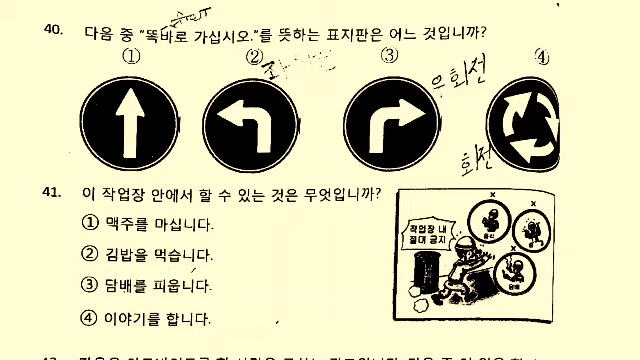 직진
40. 다음 중 "똑바로 가십시오."를 뜻하는 표지판은 어느 것입니까?
① ② ③ ④
우회전
회전
41. 이 작업장 안에서 할 수 있는 것은 무엇입니까?
① 맥주를 마십니다.
② 김밥을 먹습니다.
③ 담배를 피웁니다.
④ 이야기를 합니다.
작업장 내
절대 금지
음식
담배